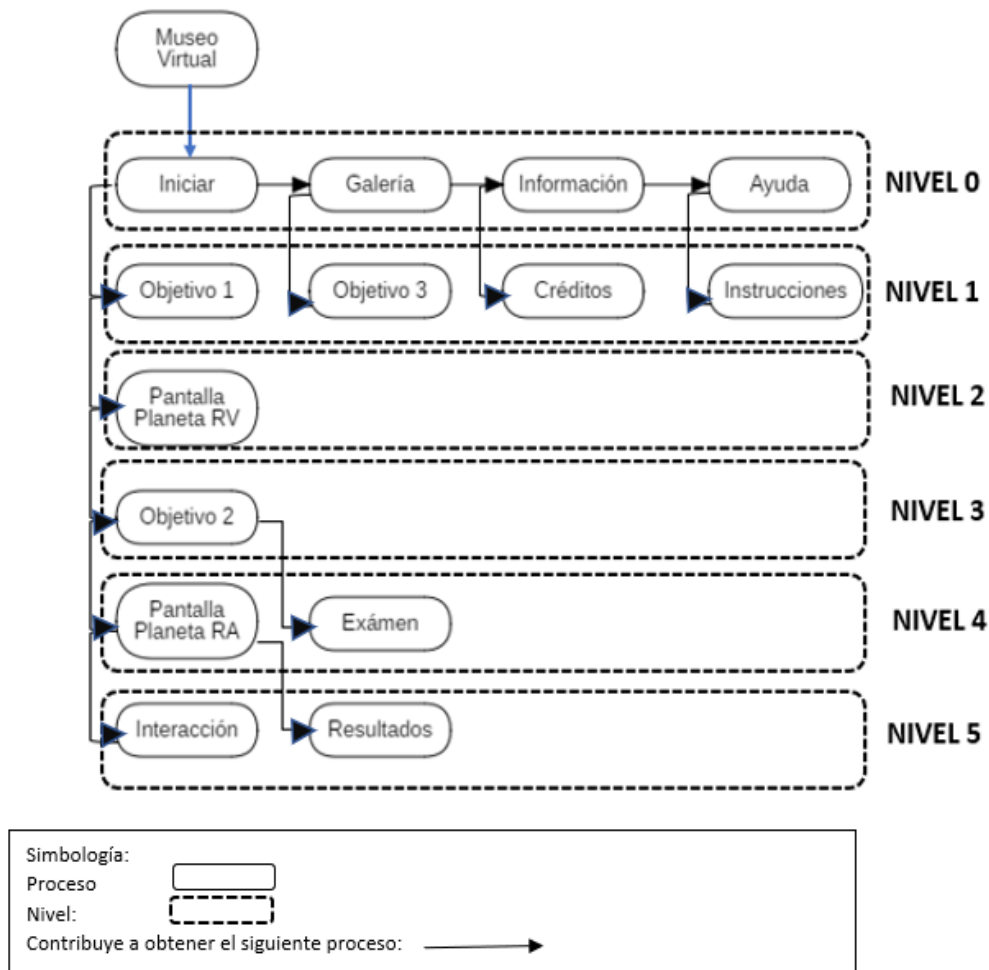 Museo
Virtual
Iniciar
Galería
Información
Ayuda
NIVEL 0
Objetivo 1
Objetivo 3
Créditos
Instrucciones
NIVEL 1
Pantalla
Planeta RV
NIVEL 2
Objetivo 2
NIVEL 3
Pantalla
Planeta RA
Exámen
NIVEL 4
Interacción
Resultados
NIVEL 5
Simbología:
Proceso
Nivel:
Contribuye a obtener el siguiente proceso: